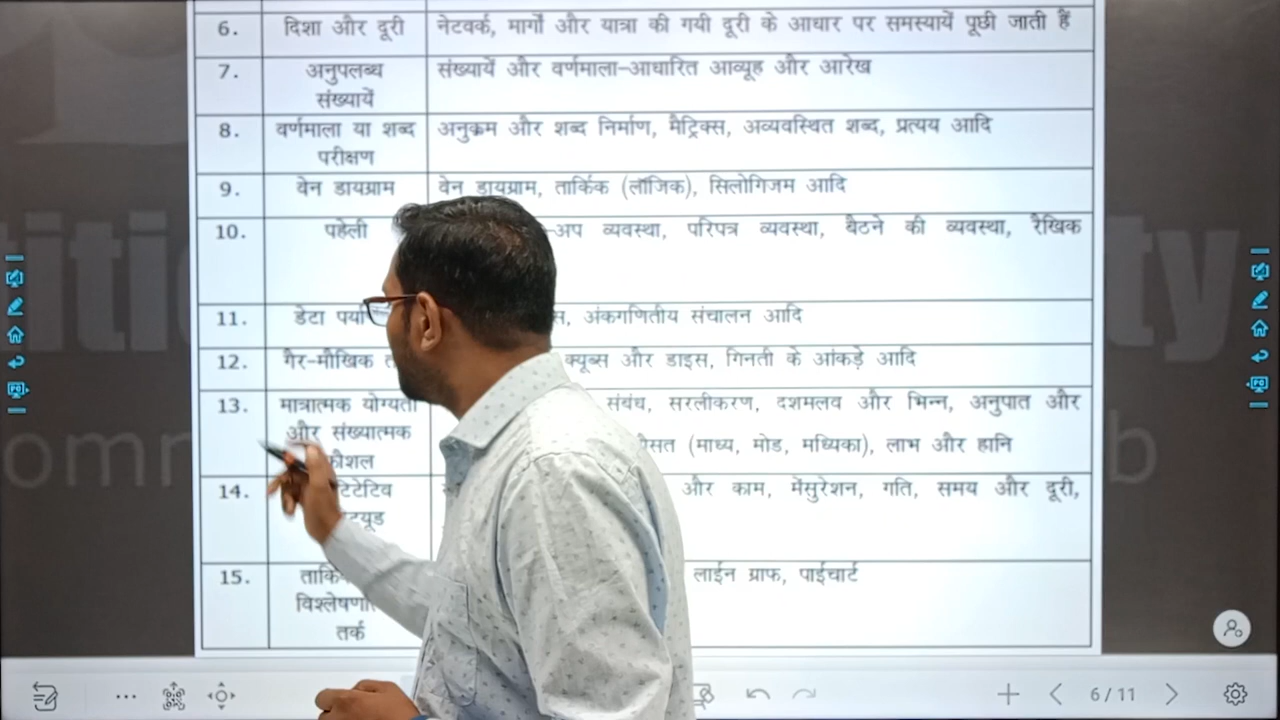 6. दिशा और दूरी नेटवर्क, मार्गों और यात्रा की गयी दूरी के आधार पर समस्यायें पूछी जाती हैं
7. अनुपलब्ध संख्यायें और वर्णमाला–आधारित आव्यूह और आरेख
संख्यायें
8. वर्णमाला या शब्द अनुक्रम और शब्द निर्माण, मैट्रिक्स, अव्यवस्थित शब्द, प्रत्यय आदि
परीक्षण
9. वेन डायग्राम वेन डायग्राम, तार्किक (लॉजिक), सिलोगिजम आदि
10. पहेली –अप व्यवस्था, परिपत्र व्यवस्था, बैठने की व्यवस्था, रैखिक
11. डेटा अंकगणितीय संचालन आदि
12. गैर–मौखिक क्यूब्स और डाइस, गिनती के आंकड़े आदि
13. मात्रात्मक योग्यता संबंध, सरलीकरण, दशमलव और भिन्न, अनुपात और
और संख्यात्मक (माध्य, मोड, मध्यिका), लाभ और हानि
14. और काम, मेंसुरेशन, गति, समय और दूरी,
15. लाईन ग्राफ, पाईचार्ट
तर्क
6 / 11